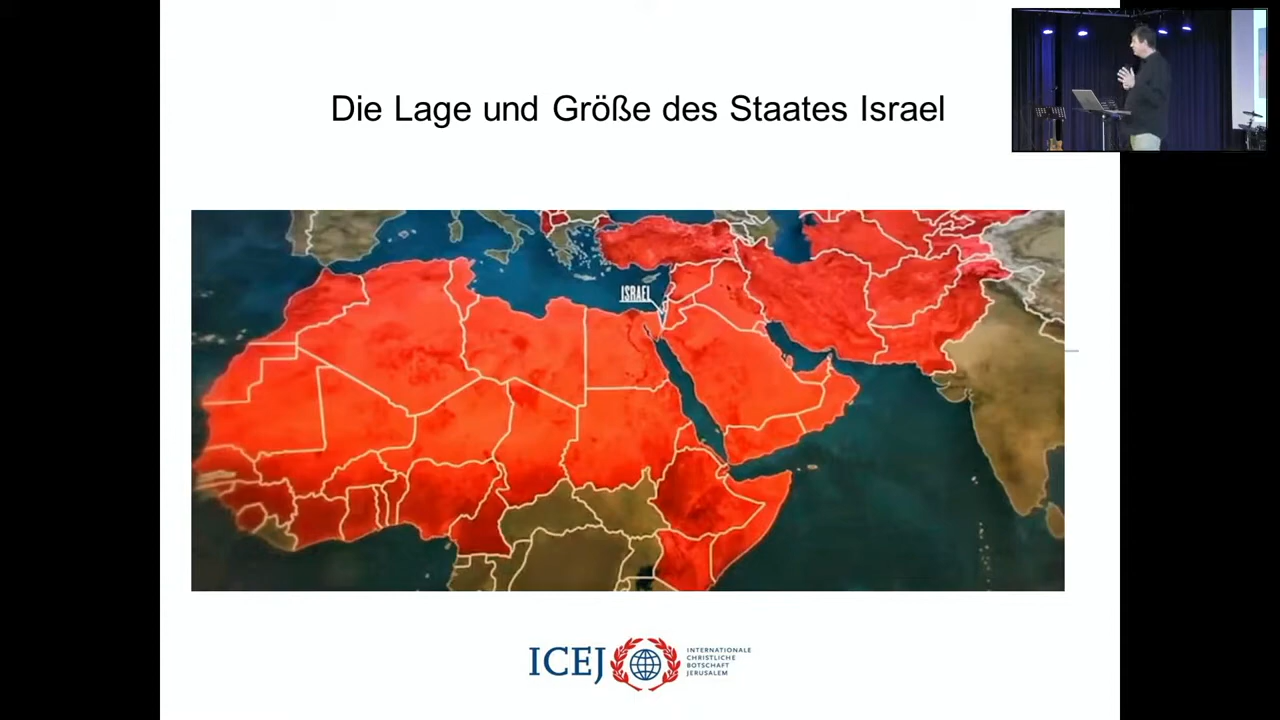 Die Lage und Größe des Staates Israel
ISRAEL
ICEJ
INTERNATIONALE
CHRISTLICHE
BOTSCHAFT
JERUSALEM